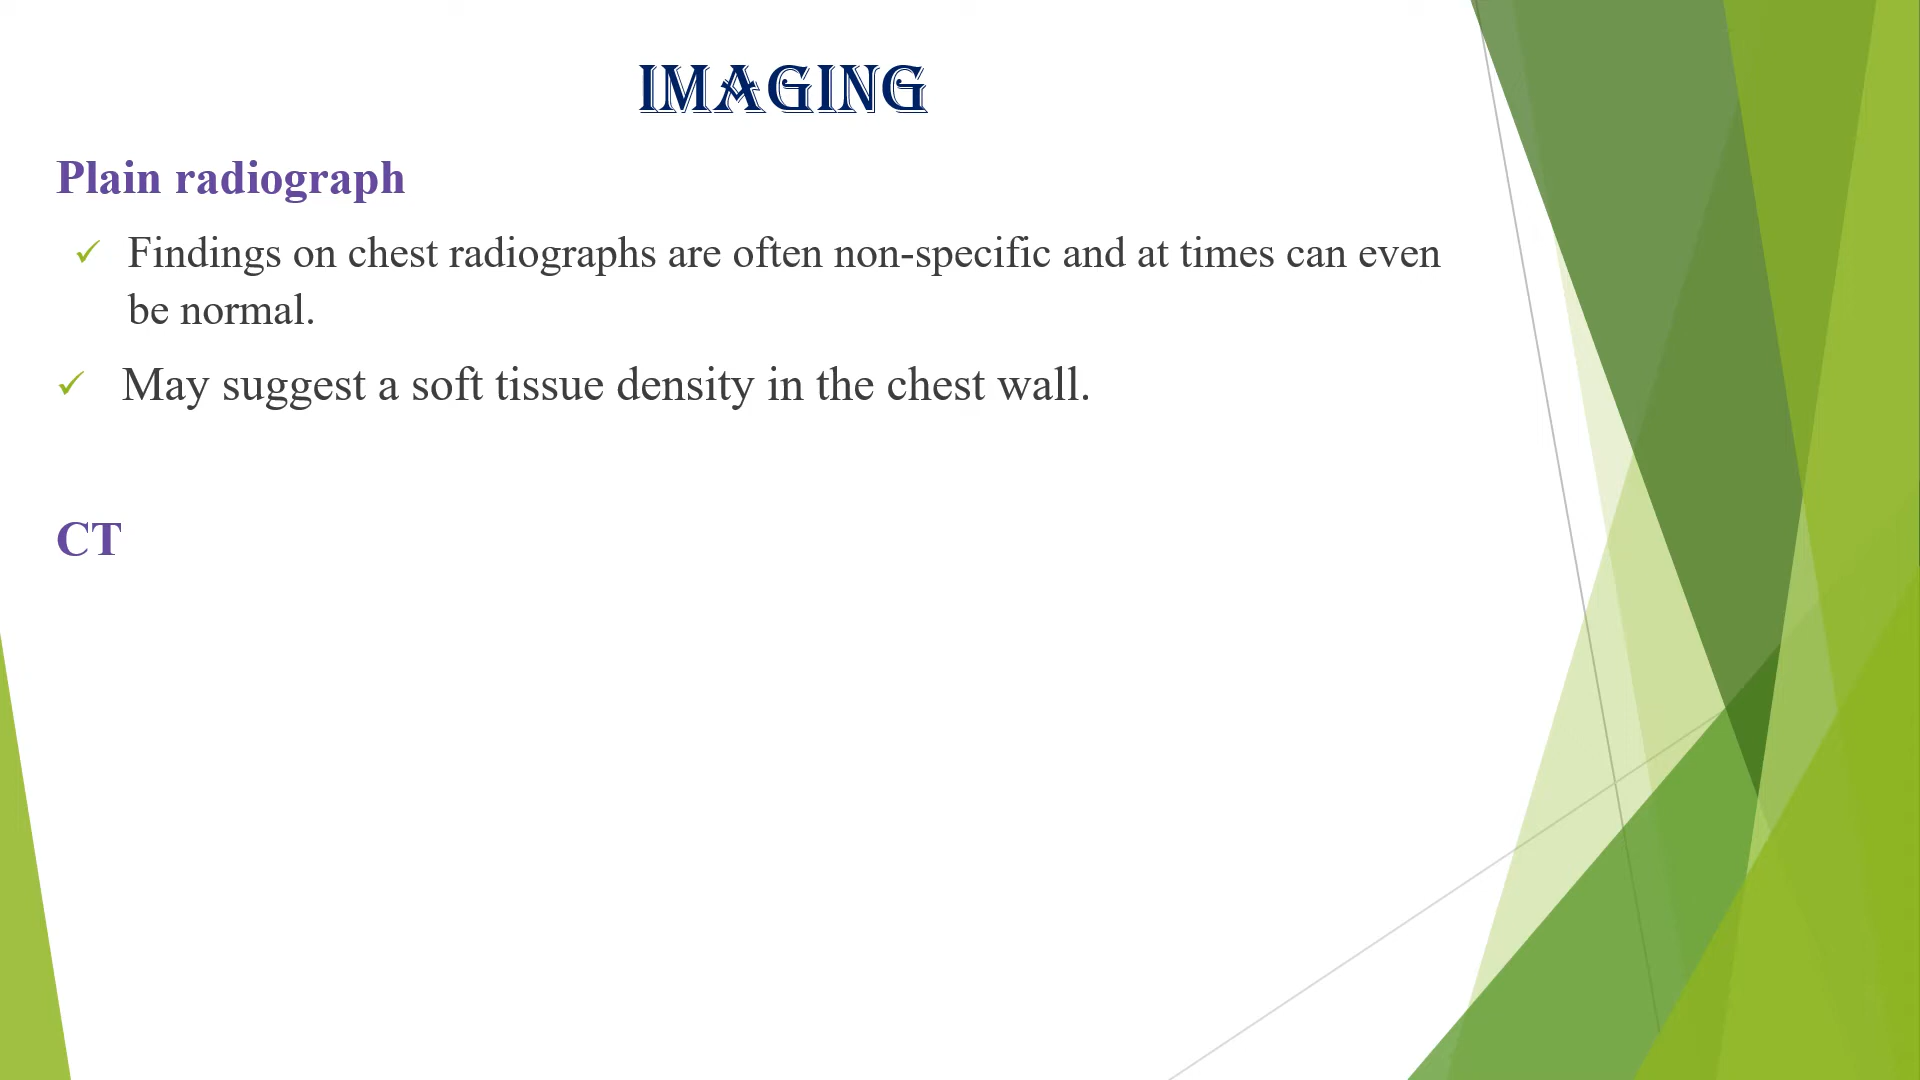 IMAGING
Plain radiograph
✓ Findings on chest radiographs are often non-specific and at times can even
be normal.
✓ May suggest a soft tissue density in the chest wall.
CT